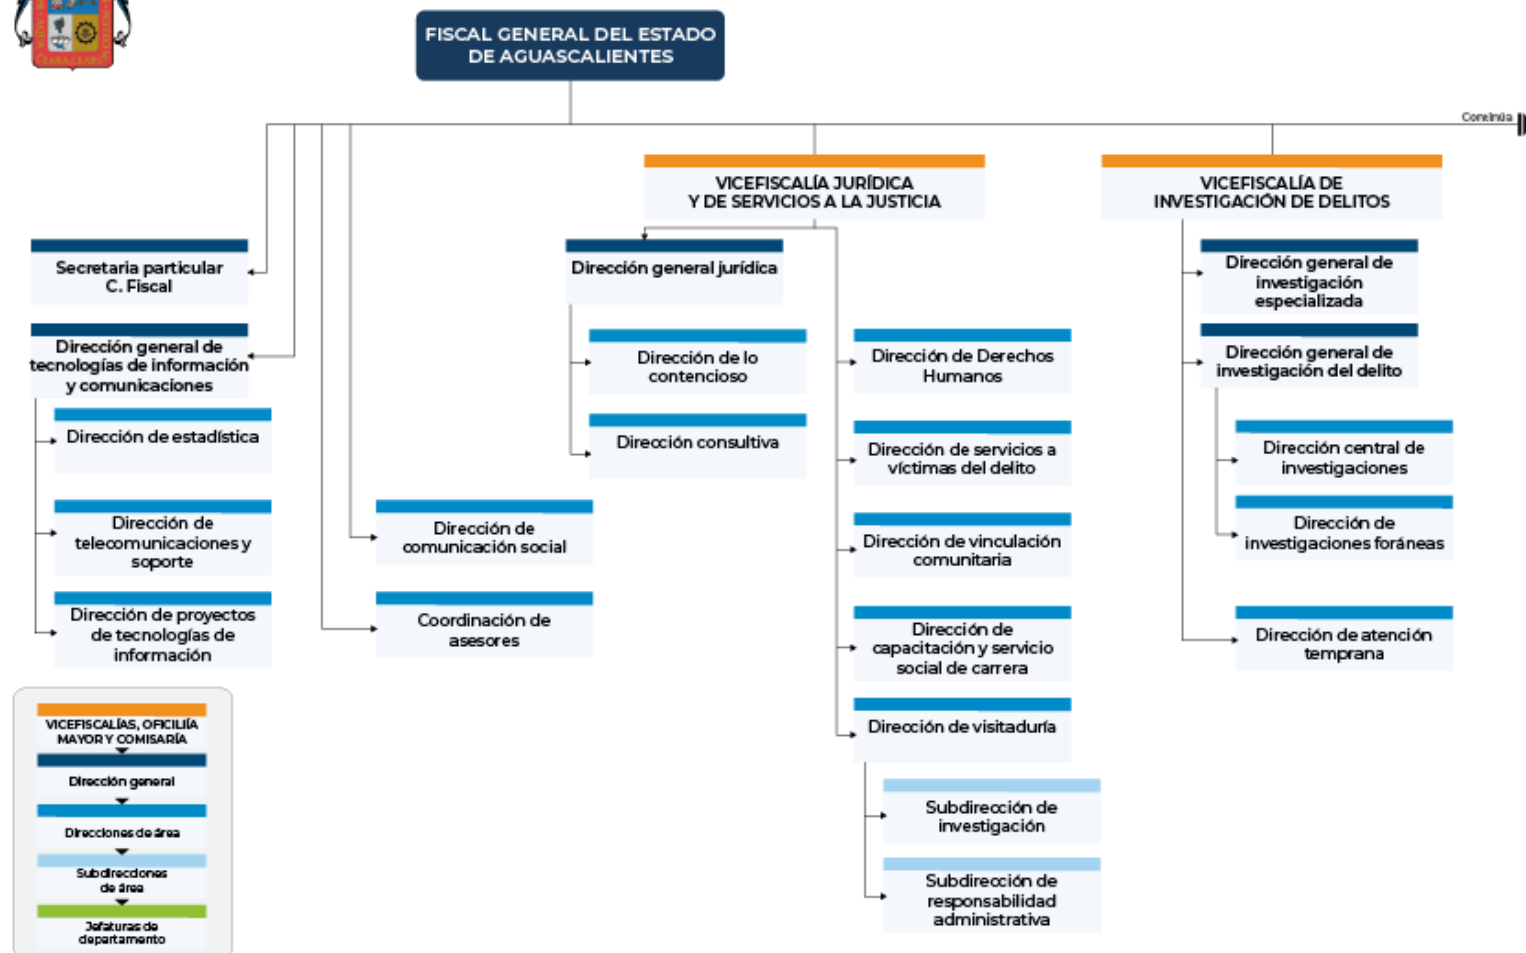 FISCAL GENERAL DEL ESTADO
DE AGUASCALIENTES
Continúa
VICEFISCALÍA JURÍDICA
Y DE SERVICIOS A LA JUSTICIA
VICEFISCALÍA DE
INVESTIGACIÓN DE DELITOS
Secretaria particular
C. Fiscal
Dirección general de
tecnologías de información
y comunicaciones
Dirección de estadística
Dirección de
telecomunicaciones y
soporte
Dirección de proyectos
de tecnologías de
información
Dirección de
comunicación social
Coordinación de
asesores
Dirección general jurídica
Dirección de lo
contencioso
Dirección consultiva
Dirección de Derechos
Humanos
Dirección de servicios a
víctimas del delito
Dirección de vinculación
comunitaria
Dirección de
capacitación y servicio
social de carrera
Dirección de visitaduría
Subdirección de
investigación
Subdirección de
responsabilidad
administrativa
Dirección general de
investigación
especializada
Dirección general de
investigación del delito
Dirección central de
investigaciones
Dirección de
investigaciones foráneas
Dirección de atención
temprana
VICEFISCALÍAS, OFICILIÍA
MAYOR Y COMISARÍA
Dirección general
Direcciones de área
Subdirecciones
de área
Jefaturas de
departamento